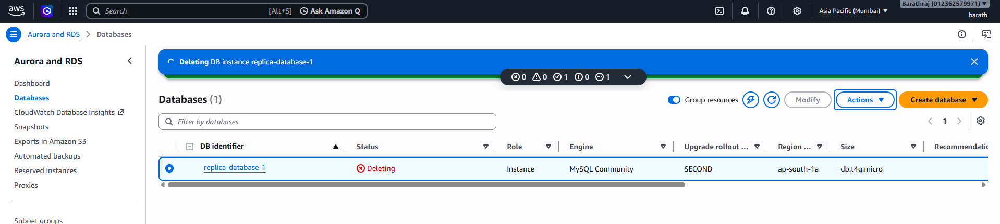 aws
Search [Alt+S] Ask Amazon Q
Asia Pacific (Mumbai)
Barathraj (012362579971)
barath
Aurora and RDS > Databases
Aurora and RDS
Dashboard
Databases
CloudWatch Database Insights
Snapshots
Exports in Amazon S3
Automated backups
Reserved instances
Proxies
Subnet groups
Deleting DB instance replica-database-1
0 0 1 0 1
Databases (1)
Group resources Modify Actions Create database
Filter by databases
1
DB identifier Status Role Engine Upgrade rollout ... Region ... Size Recommendatio
replica-database-1 Deleting Instance MySQL Community SECOND ap-south-1a db.t4g.micro